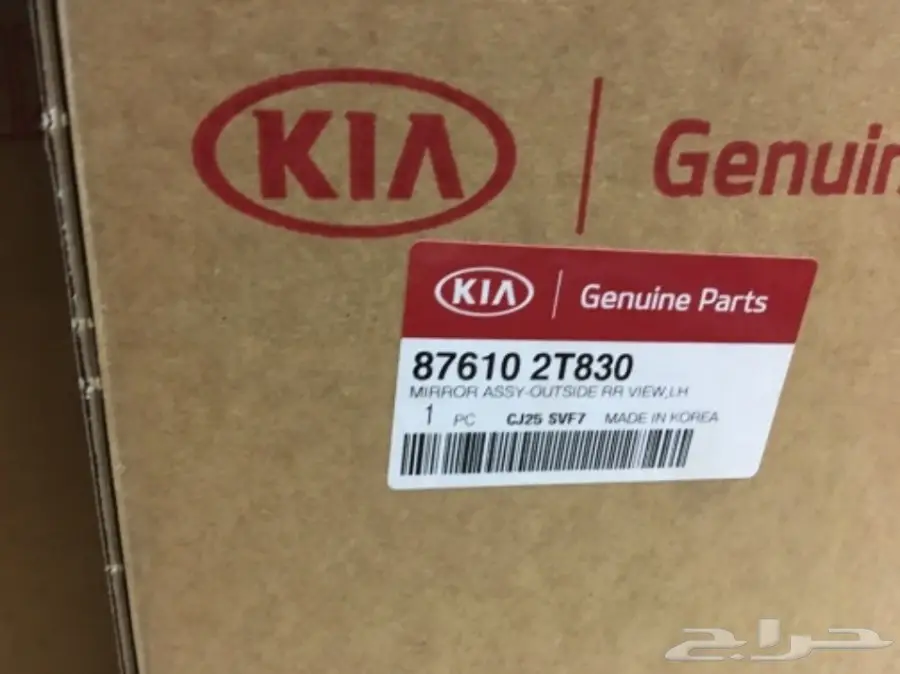 KIA | Genuin
KIA | Genuine Parts
87610 2T830
MIRROR ASSY-OUTSIDE RR VIEW,LH
1 PC CJ25 SVF7 MADE IN KOREA
حراج